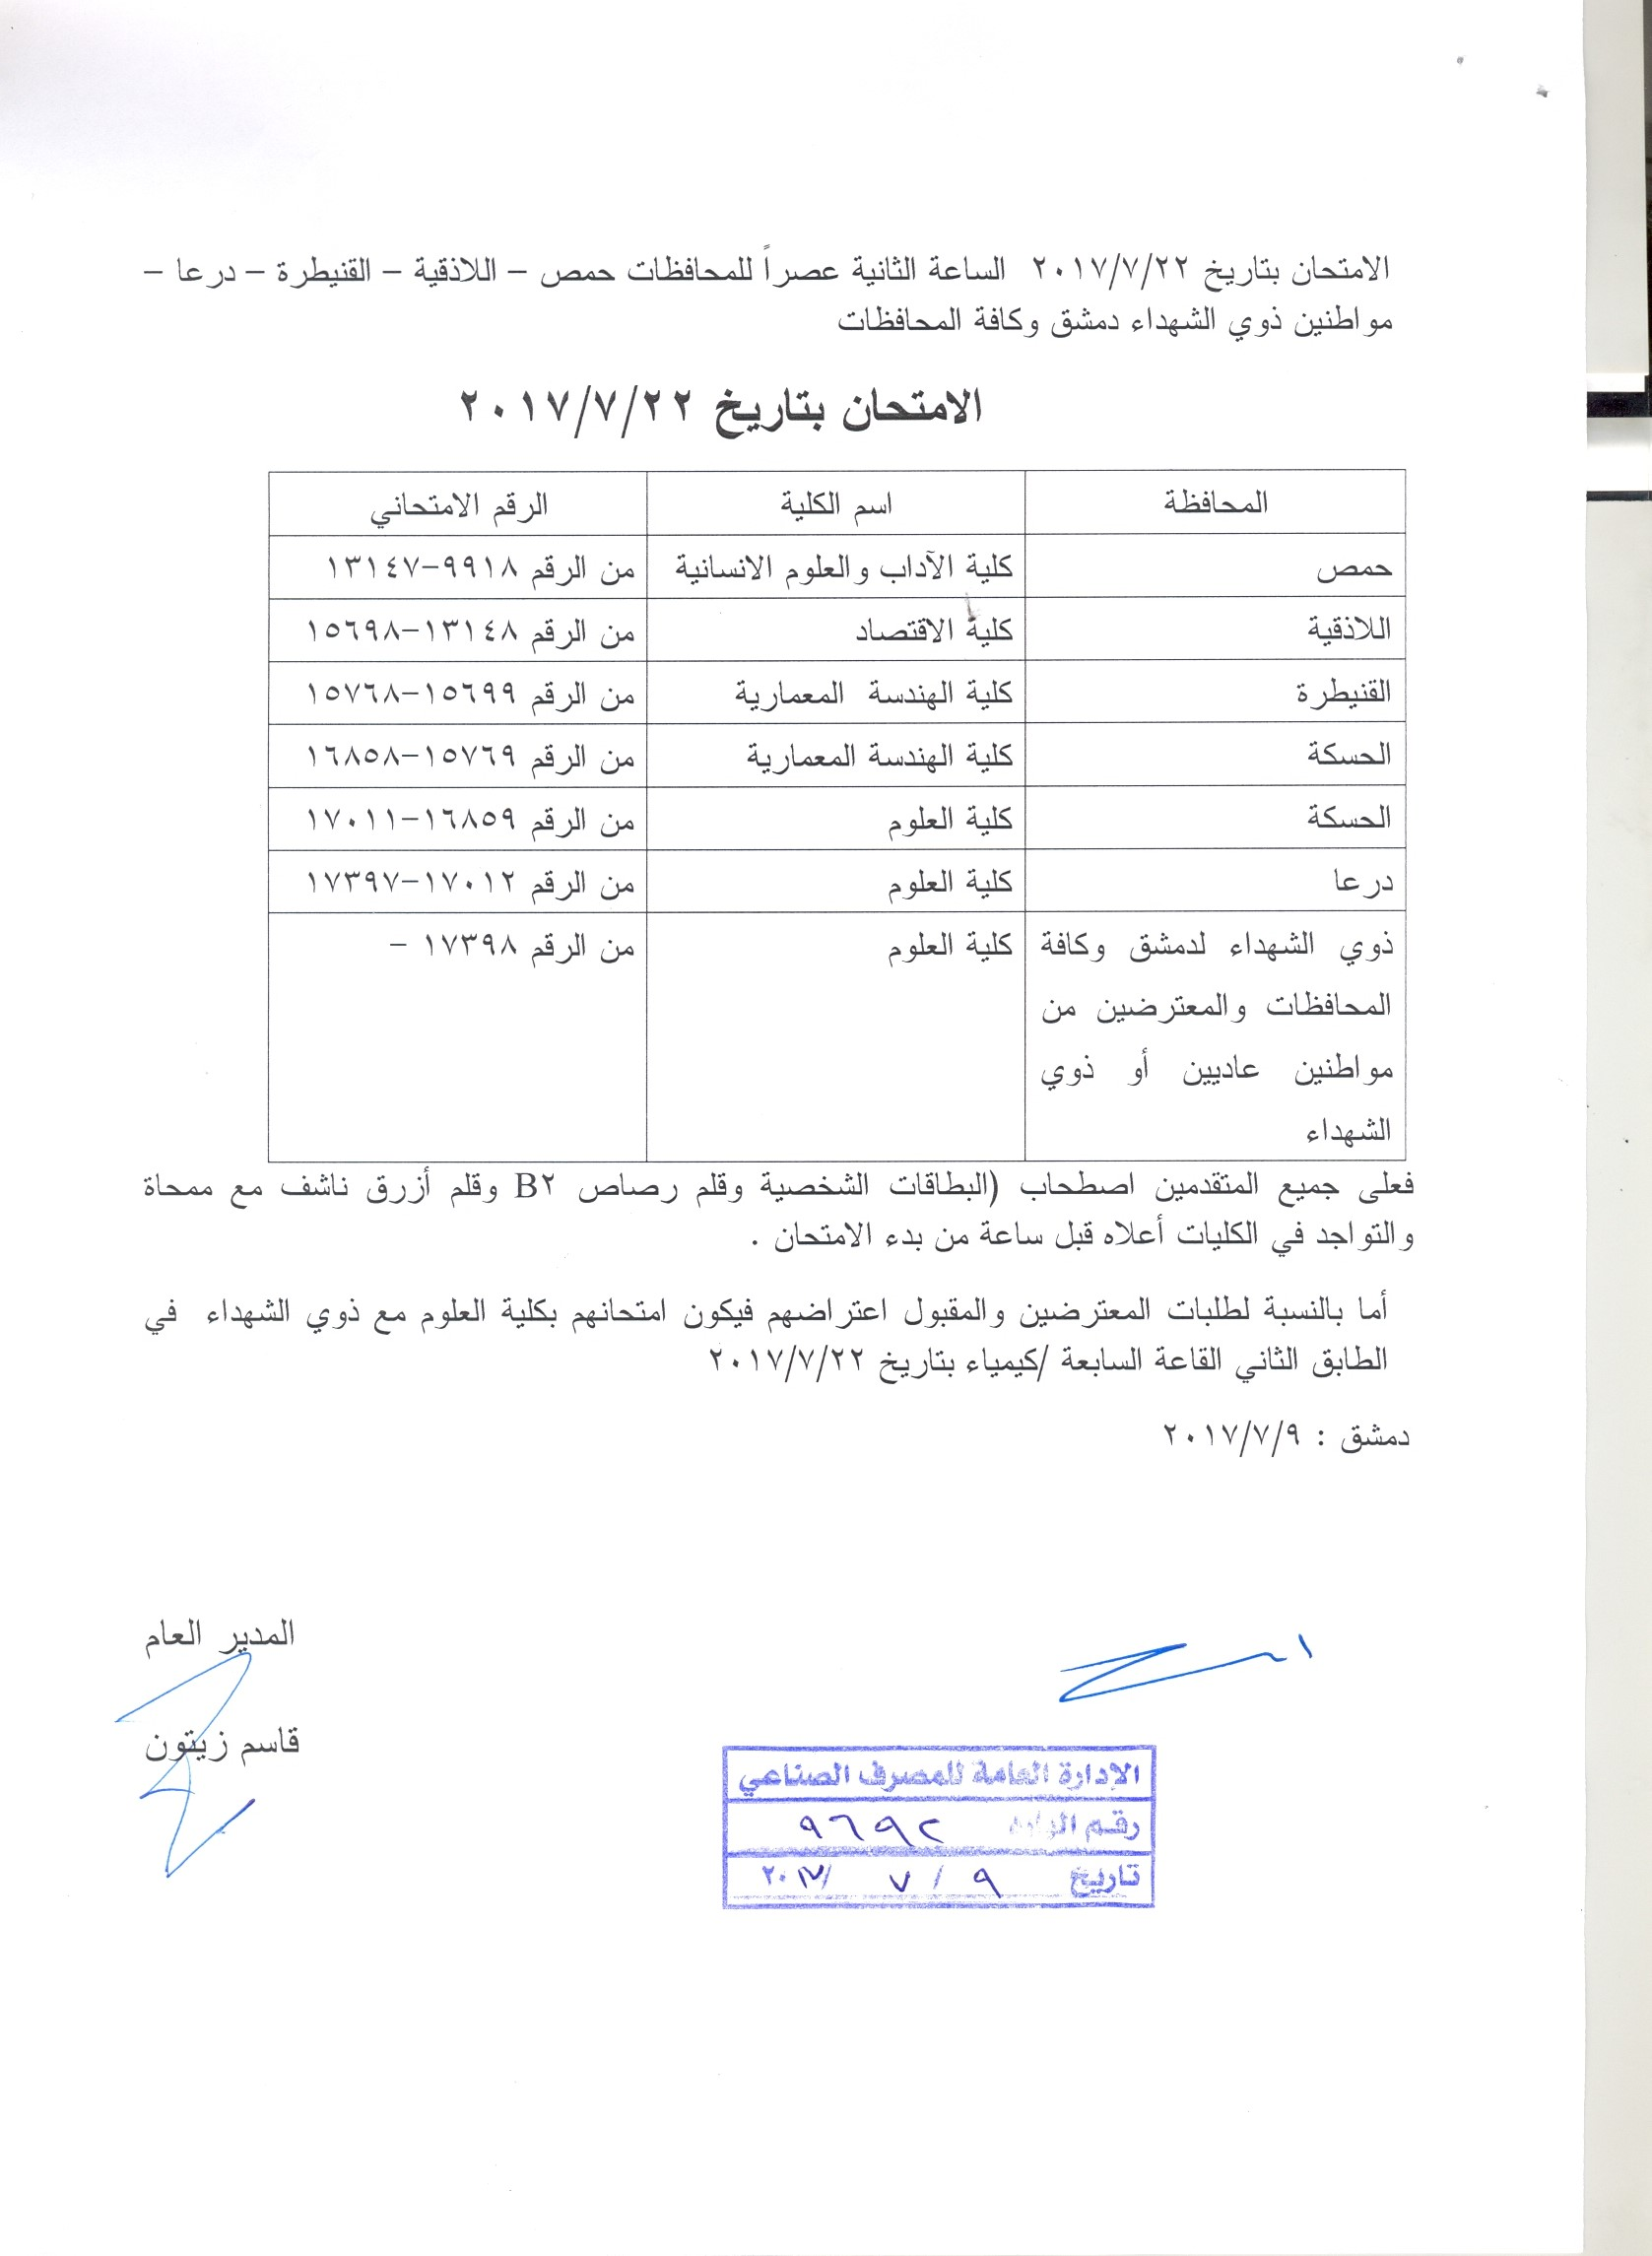 الامتحان بتاريخ ٢٠١٧/٧/٢٢ الساعة الثانية عصراً للمحافظات حمص – اللاذقية – القنيطرة – درعا –
مواطنين ذوي الشهداء دمشق وكافة المحافظات
الامتحان بتاريخ ٢٠١٧/٧/٢٢
المحافظة اسم الكلية الرقم الامتحاني
حمص كلية الآداب والعلوم الانسانية من الرقم ٩٩١٨-١٣١٤٧
اللاذقية كلية الاقتصاد من الرقم ١٣١٤٨-١٥٦٩٨
القنيطرة كلية الهندسة المعمارية من الرقم ١٥٦٩٩-١٥٧٦٨
الحسكة كلية الهندسة المعمارية من الرقم ١٥٧٦٩-١٦٨٥٨
الحسكة كلية العلوم من الرقم ١٦٨٥٩-١٧٠١١
درعا كلية العلوم من الرقم ١٧٠١٢-١٧٣٩٧
ذوي الشهداء لدمشق وكافة كلية العلوم من الرقم ١٧٣٩٨ –
المحافظات والمعترضين من
مواطنين عاديين أو ذوي
الشهداء
فعلى جميع المتقدمين اصطحاب (البطاقات الشخصية وقلم رصاص B٢ وقلم أزرق ناشف مع ممحاة
والتواجد في الكليات أعلاه قبل ساعة من بدء الامتحان .
أما بالنسبة لطلبات المعترضين والمقبول اعتراضهم فيكون امتحانهم بكلية العلوم مع ذوي الشهداء في
الطابق الثاني القاعة السابعة /كيمياء بتاريخ ٢٠١٧/٧/٢٢
دمشق : ٢٠١٧/٧/٩
المدير العام
قاسم زيتون
الإدارة العامة للمصرف الصناعي
رقم ٩٦٩٢
تاريخ ٩ / ٧ /٢٠١٧